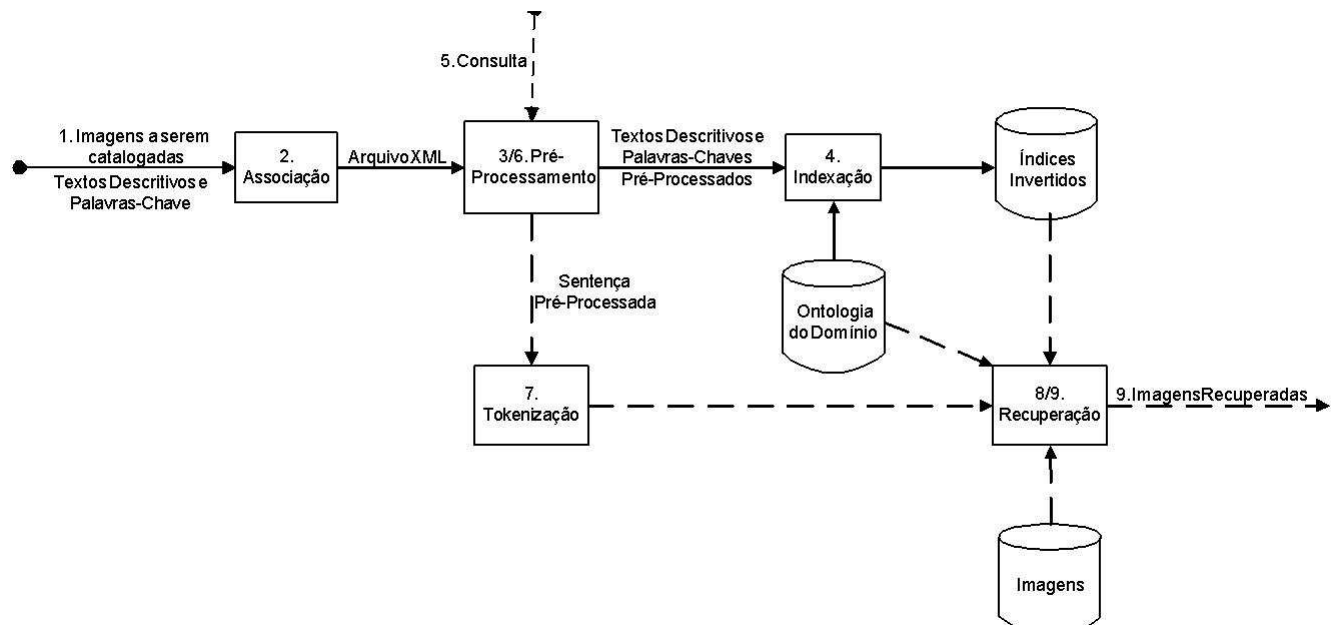 5.Consulta
1. Imagens a serem
catalogadas
Textos Descritivos e
Palavras-Chave
2.
Associação
Arquivo XML
3/6. Pré-
Processamento
Textos Descritivos e
Palavras-Chaves
Pré-Processados
4.
Indexação
Índices
Invertidos
Sentença
Pré-Processada
Ontologia
do Domínio
7.
Tokenização
8/9.
Recuperação
9.Imagens Recuperadas
Imagens